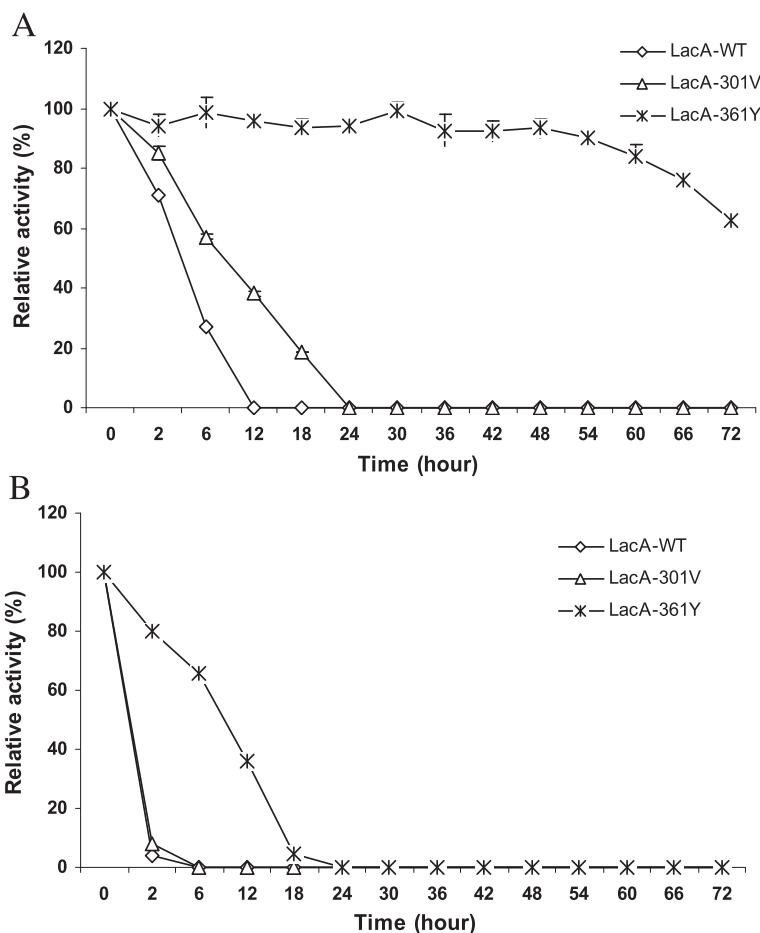 A
120
100
80
60
40
20
0
Relative activity (%)
LacA-WT
LacA-301V
LacA-361Y
0 2 6 12 18 24 30 36 42 48 54 60 66 72
Time (hour)
B
120
100
80
60
40
20
0
Relative activity (%)
LacA-WT
LacA-301V
LacA-361Y
0 2 6 12 18 24 30 36 42 48 54 60 66 72
Time (hour)